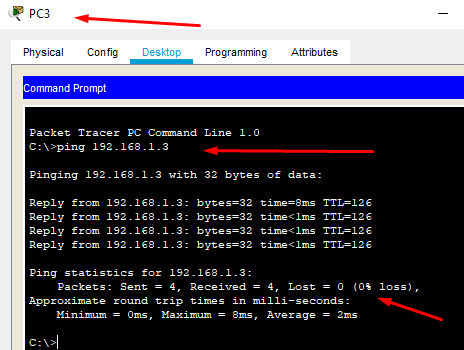 PC3
Physical Config Desktop Programming Attributes
Command Prompt
Packet Tracer PC Command Line 1.0
C:\>ping 192.168.1.3
Pinging 192.168.1.3 with 32 bytes of data:
Reply from 192.168.1.3: bytes=32 time=8ms TTL=126
Reply from 192.168.1.3: bytes=32 time<1ms TTL=126
Reply from 192.168.1.3: bytes=32 time<1ms TTL=126
Reply from 192.168.1.3: bytes=32 time<1ms TTL=126
Ping statistics for 192.168.1.3:
Packets: Sent = 4, Received = 4, Lost = 0 (0% loss),
Approximate round trip times in milli-seconds:
Minimum = 0ms, Maximum = 8ms, Average = 2ms
C:\>